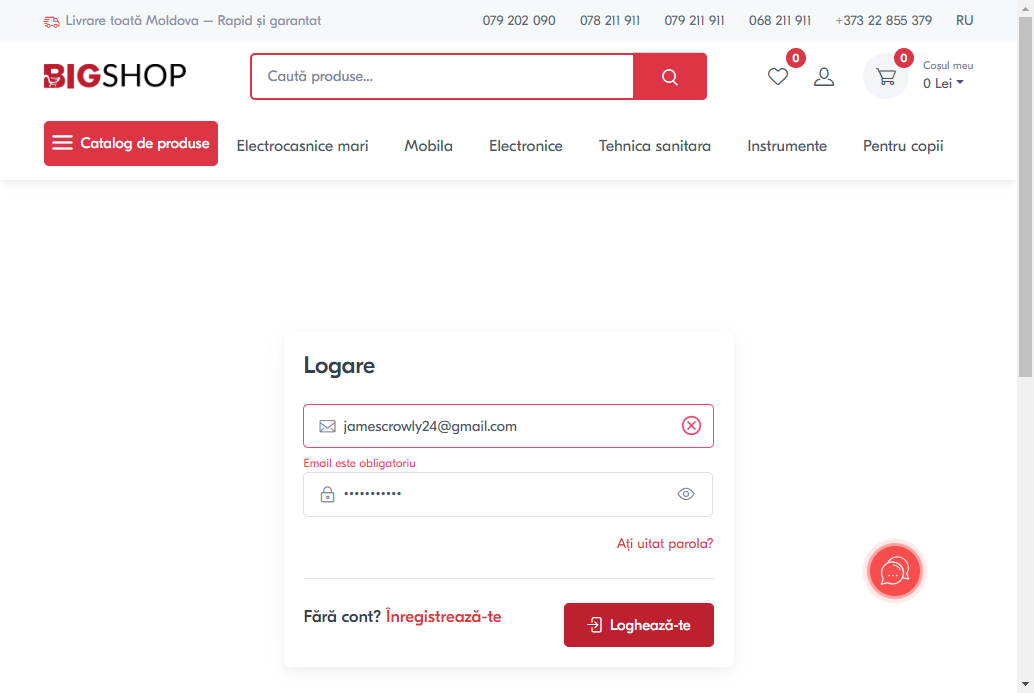 Livrare toată Moldova — Rapid și garantat
079 202 090
078 211 911
079 211 911
068 211 911
+373 22 855 379
RU
BIGSHOP
Caută produse...
0
0
Coșul meu
0 Lei
Catalog de produse
Electrocasnice mari
Mobila
Electronice
Tehnica sanitara
Instrumente
Pentru copii
Logare
jamescrowly24@gmail.com
Email este obligatoriu
•••••••••••
Ați uitat parola?
Fără cont? Înregistrează-te
Loghează-te